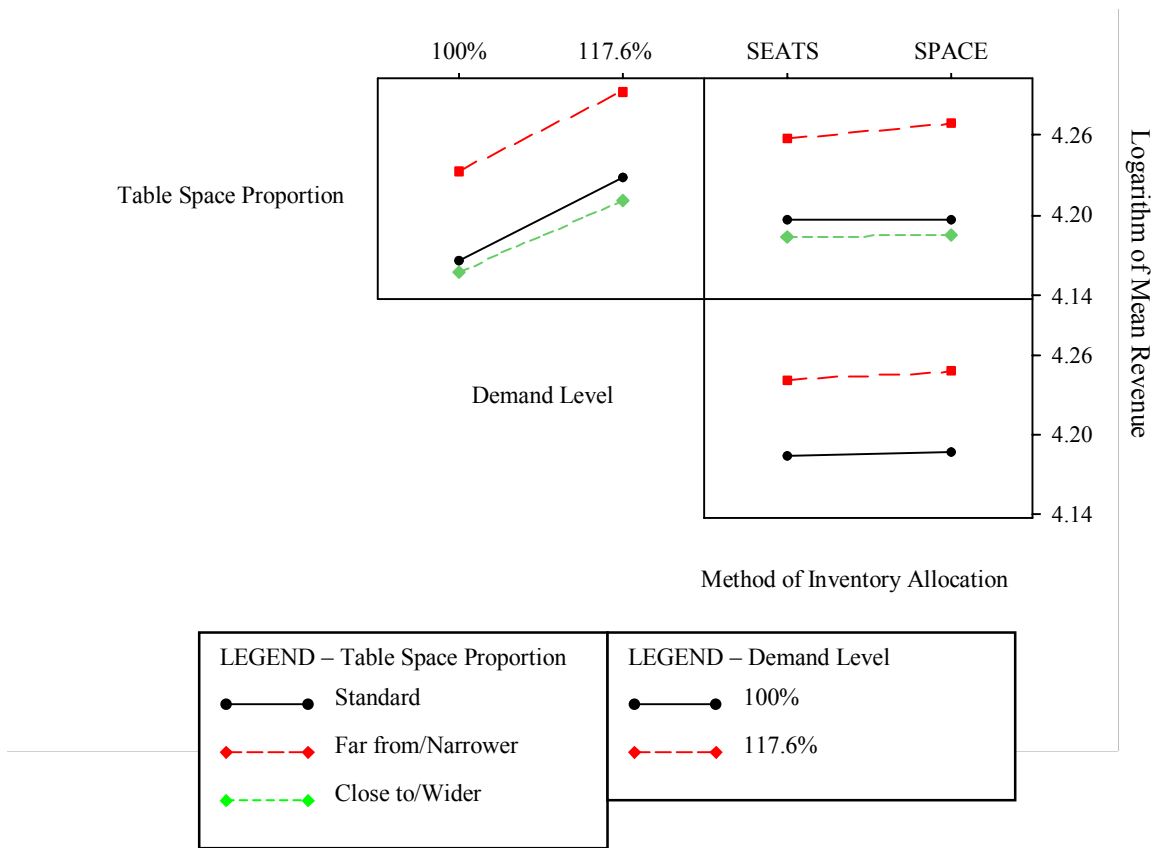 100% 117.6% SEATS SPACE
4.26
Table Space Proportion
4.20
4.14
Logarithm of Mean Revenue
4.26
Demand Level
4.20
4.14
Method of Inventory Allocation
LEGEND – Table Space Proportion
Standard
Far from/Narrower
Close to/Wider
LEGEND – Demand Level
100%
117.6%